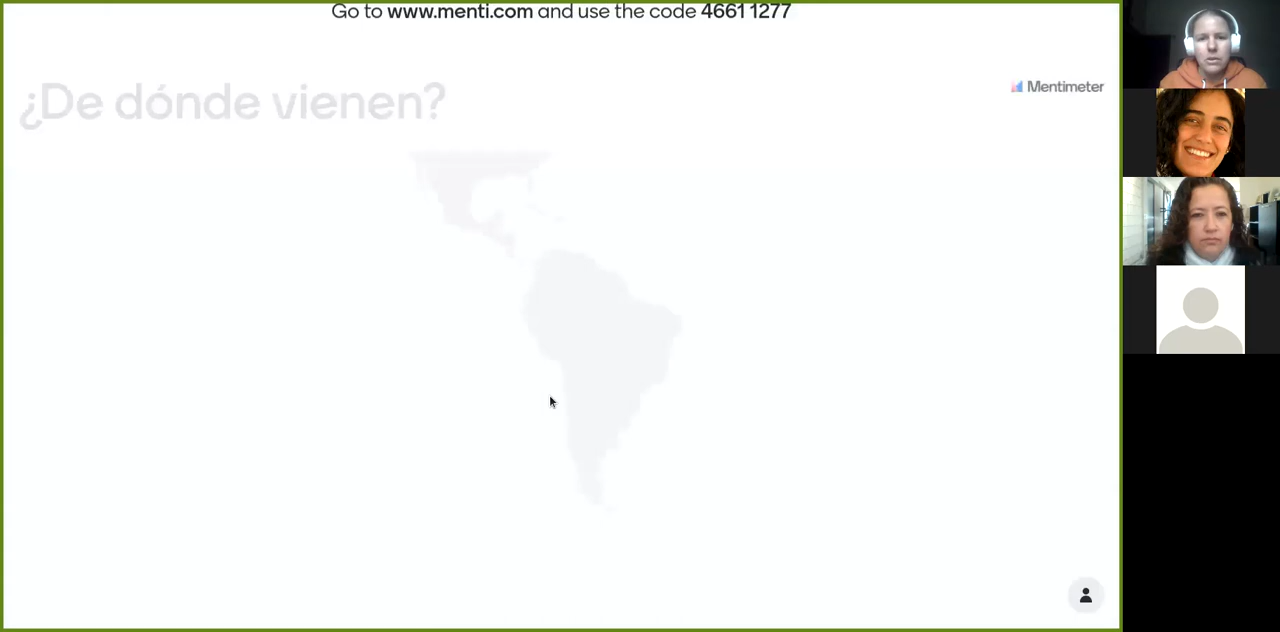 Go to www.menti.com and use the code 4661 1277
¿De dónde vienen?
Mentimeter